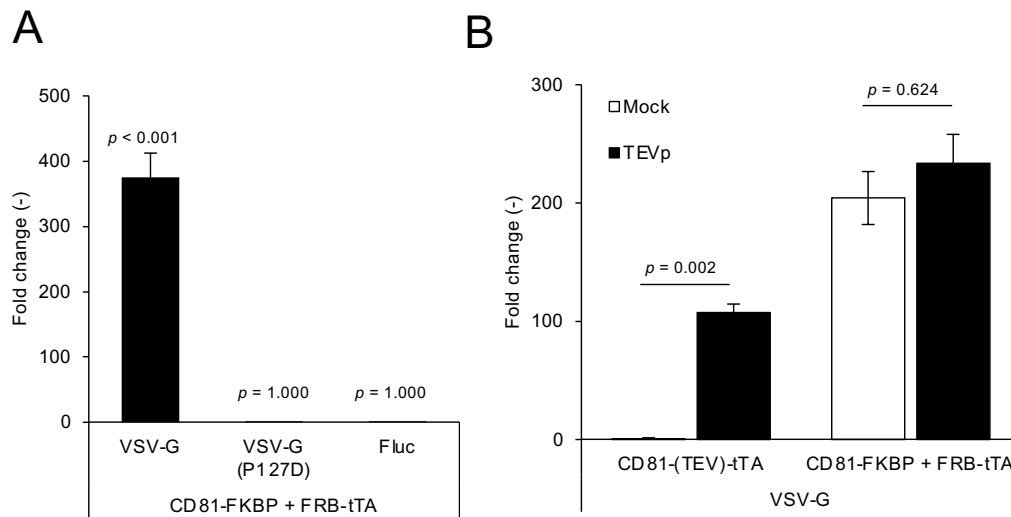 A
Fold change (-)
500
400
300
200
100
0
p < 0.001
p = 1.000
p = 1.000
VSV-G
VSV-G
(P127D)
Fluc
CD81-FKBP + FRB-tTA
B
Fold change (-)
300
200
100
0
Mock
TEVp
p = 0.002
p = 0.624
CD81-(TEV)-tTA
CD81-FKBP + FRB-tTA
VSV-G